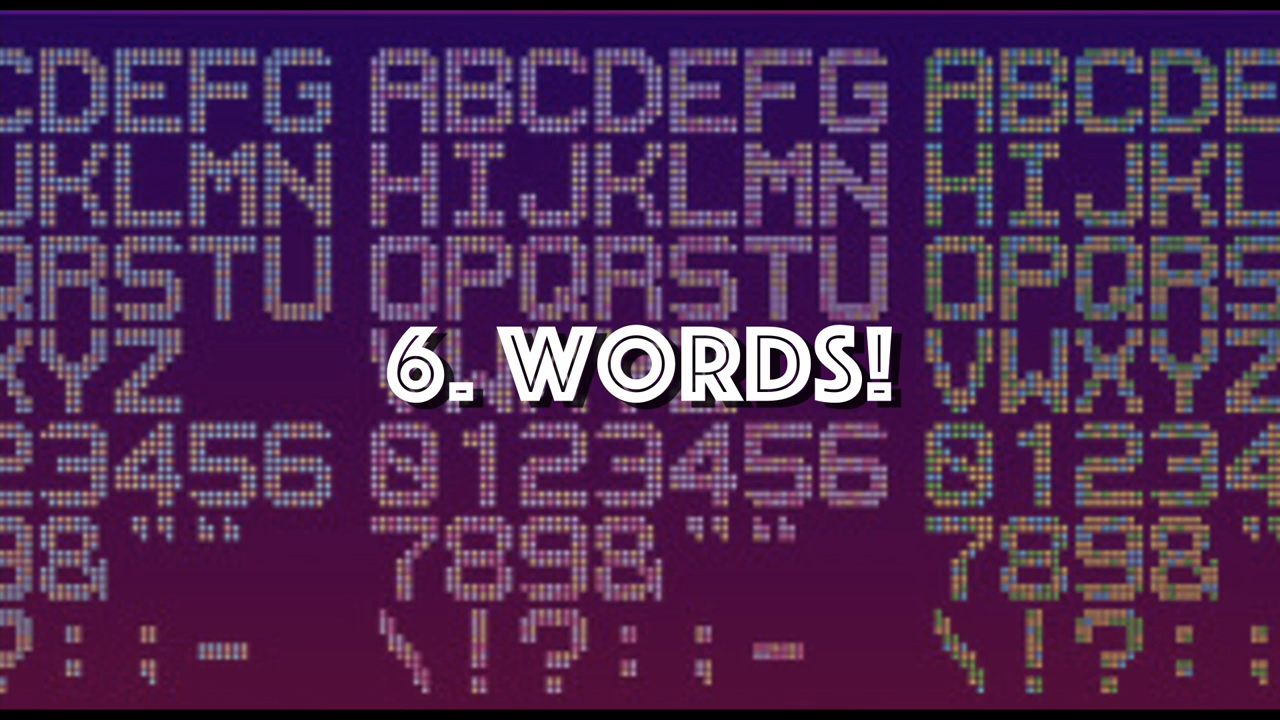 CDEFG ABCDEFG ABCDE
JKLMN HIJKLMN HIJKL
QRSTU OPQRSTU OPQRS
XYZ VWXYZ
6. WORDS!
23456 0123456 01234
98& 7898& 7898&
?:;- \!?:;- \!?: